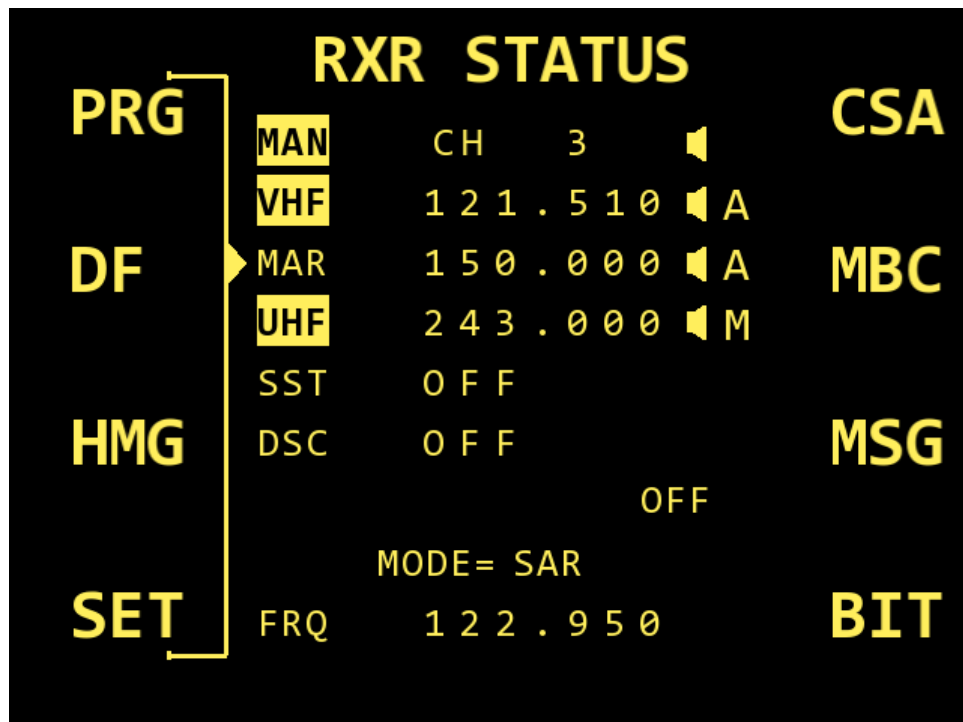 RXR STATUS
PRG
CSA
MAN CH 3
VHF 121.510 A
DF
MAR 150.000 A
MBC
UHF 243.000 M
SST OFF
HMG
DSC OFF
MSG
OFF
MODE= SAR
SET
FRQ 122.950
BIT